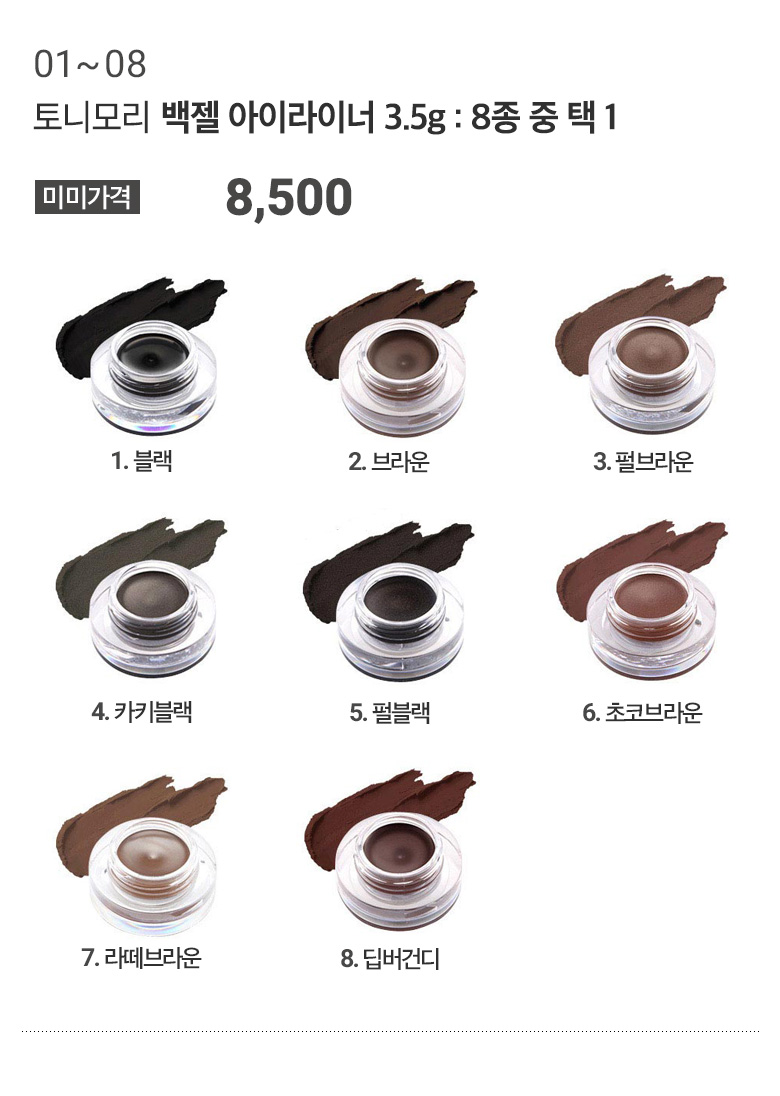 01~08
토니모리 백젤 아이라이너 3.5g : 8종 중 택 1
미미가격 8,500
1. 블랙 2. 브라운 3. 펄브라운
4. 카키블랙 5. 펄블랙 6. 초코브라운
7. 라떼브라운 8. 딥버건디